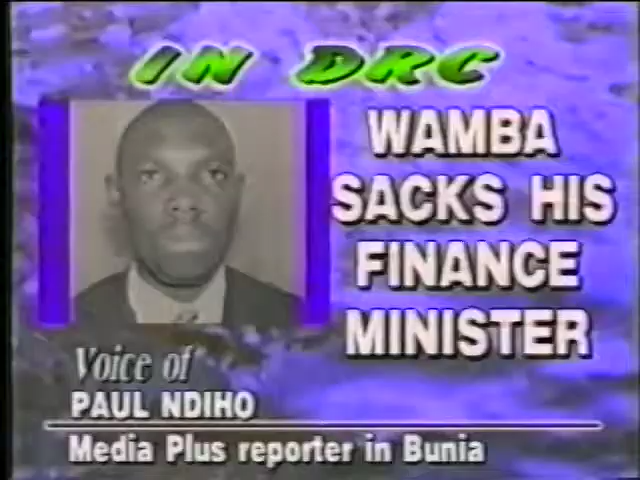 IN DRC
WAMBA
SACKS HIS
FINANCE
MINISTER
Voice of
PAUL NDIHO
Media Plus reporter in Bunia